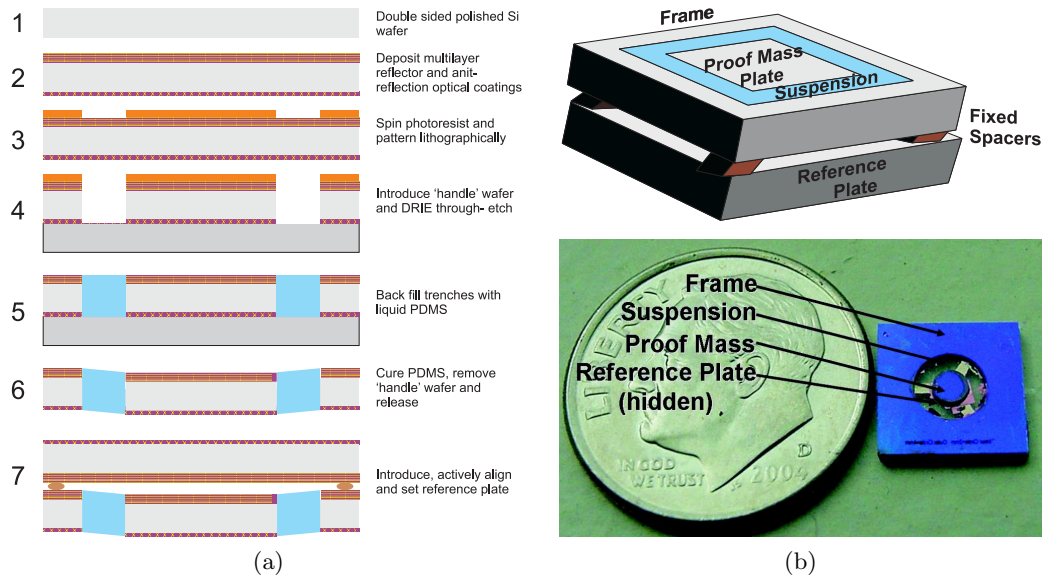 1
Double sided polished Si
wafer
2
Deposit multilayer
reflector and anit-
reflection optical coatings
3
Spin photoresist and
pattern lithographically
4
Introduce ‘handle’ wafer
and DRIE through- etch
5
Back fill trenches with
liquid PDMS
6
Cure PDMS, remove
‘handle’ wafer and
release
7
Introduce, actively align
and set reference plate
(a)
Frame
Proof Mass
Plate
Suspension
Fixed
Spacers
Reference
Plate
Frame
Suspension
Proof Mass
Reference Plate
(hidden)
LIBERTY
IN GOD
WE TRUST
D
2004
(b)